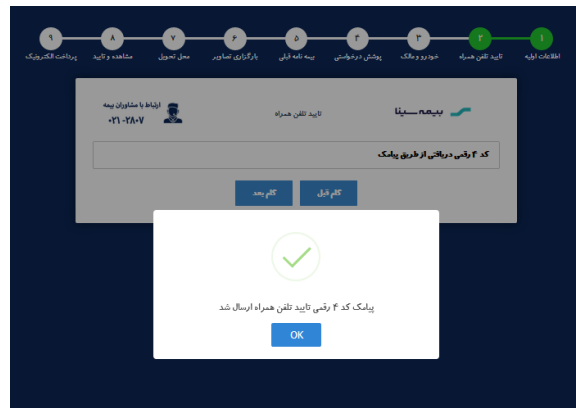 ۱ ۲ ۳ ۴ ۵ ۶ ۷ ۸ ۹
اطلاعات اولیه تایید تلفن همراه خودرو و مالک پوشش درخواستی بیمه نامه قبلی بارگزاری تصاویر محل تحویل مشاهده و تایید پرداخت الکترونیک
بیمه سینا
تایید تلفن همراه
ارتباط با مشاوران بیمه
۰۲۱-۲۸۰۷
کد ۴ رقمی دریافتی از طریق پیامک
گام قبل گام بعد
پیامک کد ۴ رقمی تایید تلفن همراه ارسال شد
OK